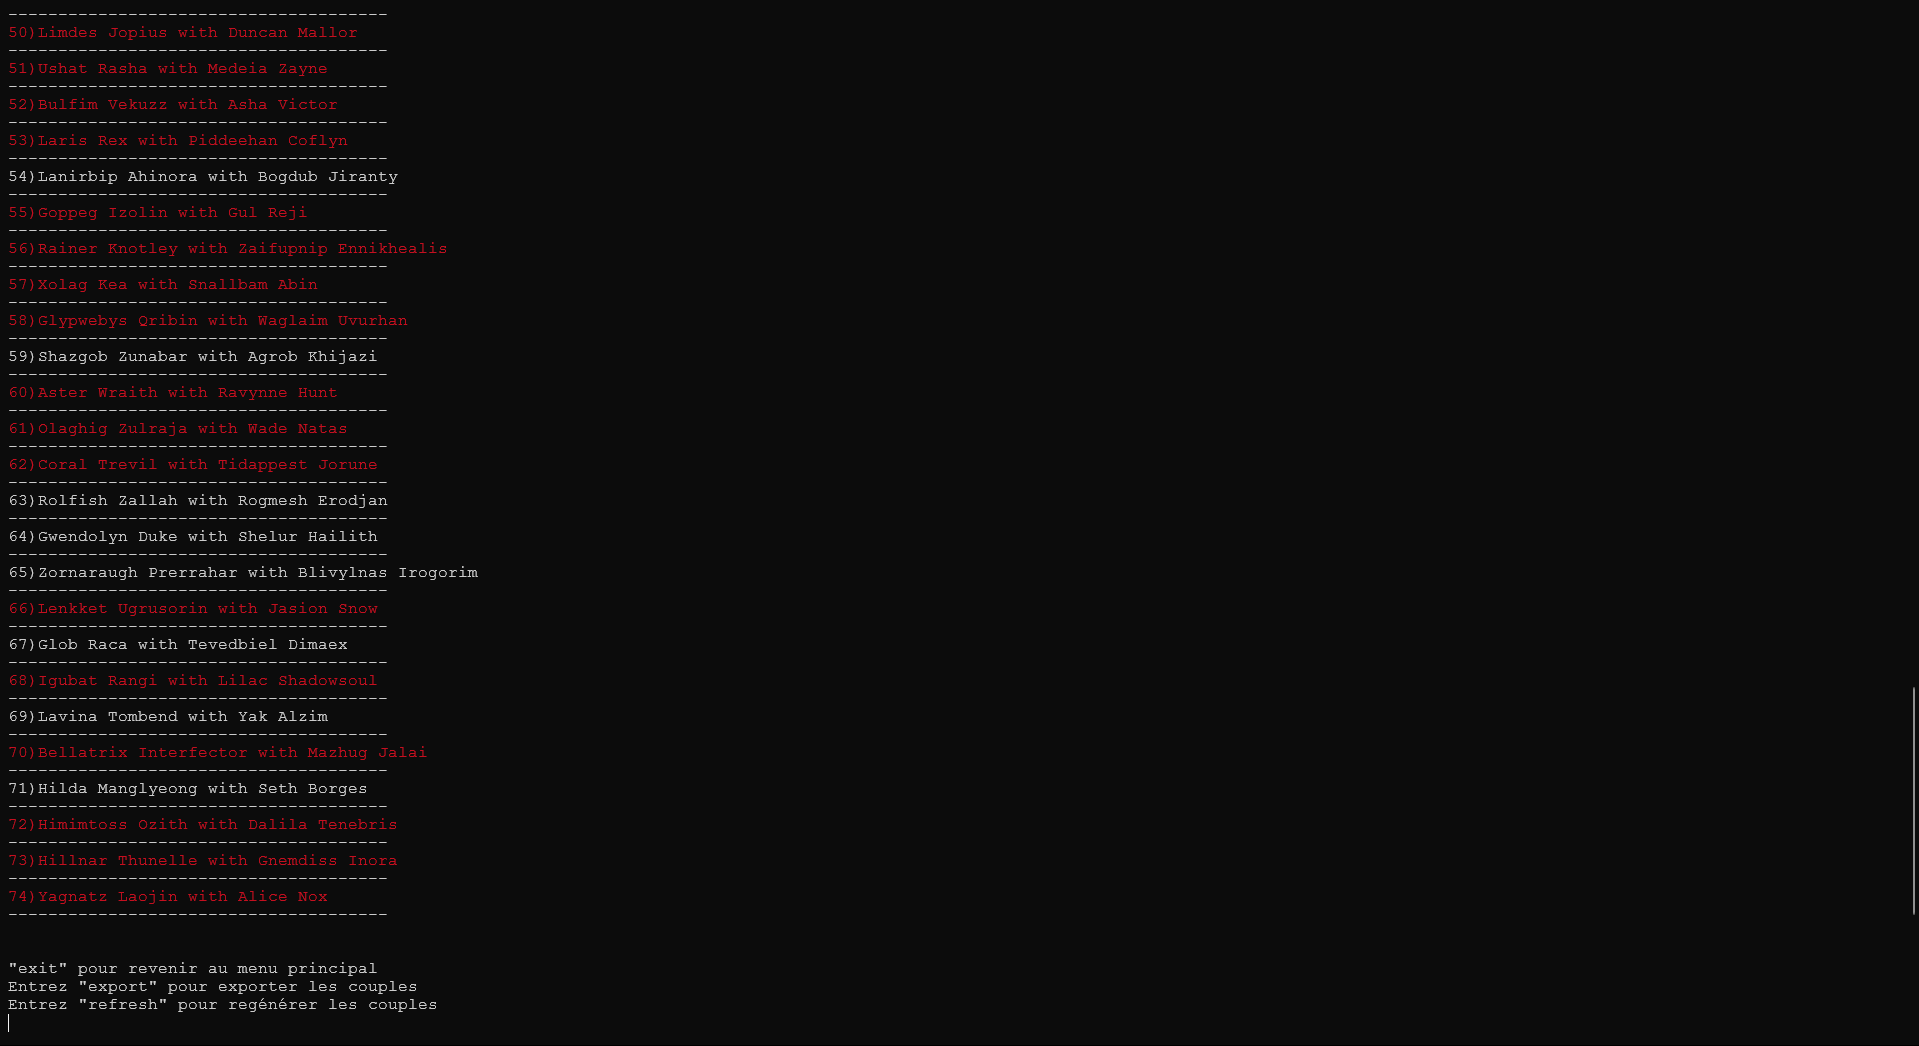 --------------------------------------
50)Limdes Jopius with Duncan Mallor
--------------------------------------
51)Ushat Rasha with Medeia Zayne
--------------------------------------
52)Bulfim Vekuzz with Asha Victor
--------------------------------------
53)Laris Rex with Piddeehan Coflyn
--------------------------------------
54)Lanirbip Ahinora with Bogdub Jiranty
--------------------------------------
55)Goppeg Izolin with Gul Reji
--------------------------------------
56)Rainer Knotley with Zaifupnip Ennikhealis
--------------------------------------
57)Xolag Kea with Snallbam Abin
--------------------------------------
58)Glypwebys Qribin with Waglaim Uvurhan
--------------------------------------
59)Shazgob Zunabar with Agrob Khijazi
--------------------------------------
60)Aster Wraith with Ravynne Hunt
--------------------------------------
61)Olaghig Zulraja with Wade Natas
--------------------------------------
62)Coral Trevil with Tidappest Jorune
--------------------------------------
63)Rolfish Zallah with Rogmesh Erodjan
--------------------------------------
64)Gwendolyn Duke with Shelur Hailith
--------------------------------------
65)Zornaraugh Prerrahar with Blivylnas Irogorim
--------------------------------------
66)Lenkket Ugrusorin with Jasion Snow
--------------------------------------
67)Glob Raca with Tevedbiel Dimaex
--------------------------------------
68)Igubat Rangi with Lilac Shadowsoul
--------------------------------------
69)Lavina Tombend with Yak Alzim
--------------------------------------
70)Bellatrix Interfector with Mazhug Jalai
--------------------------------------
71)Hilda Manglyeong with Seth Borges
--------------------------------------
72)Himimtoss Ozith with Dalila Tenebris
--------------------------------------
73)Hillnar Thunelle with Gnemdiss Inora
--------------------------------------
74)Yagnatz Laojin with Alice Nox
--------------------------------------
"exit" pour revenir au menu principal
Entrez "export" pour exporter les couples
Entrez "refresh" pour regénérer les couples